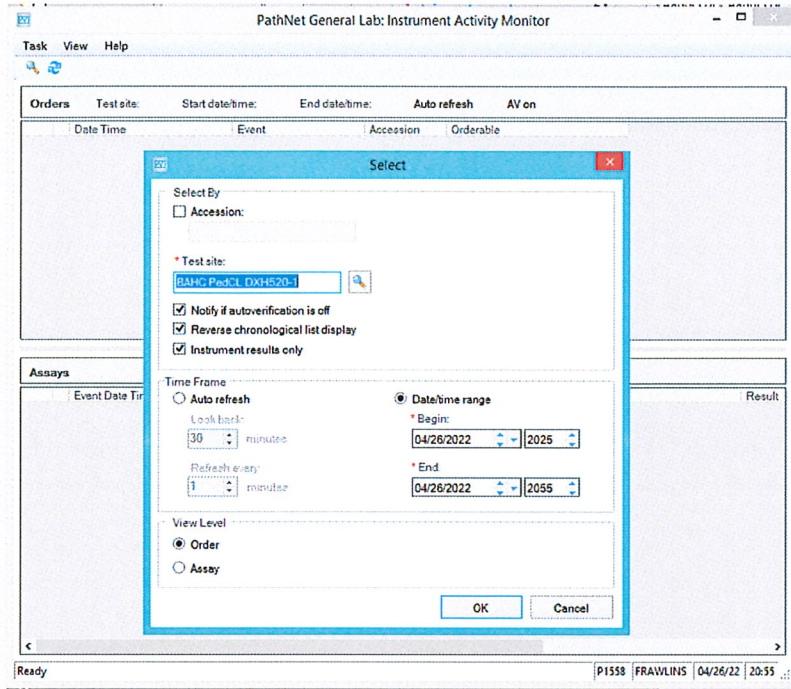 PathNet General Lab: Instrument Activity Monitor
Task View Help
Orders Test site: Start date/time: End date/time: Auto refresh AV on
Date Time Event Accession Orderable
Select
Select By
Accession:
* Test site:
BAHC PedCL DXH520-1
Notify if autoverification is off
Reverse chronological list display
Instrument results only
Assays
Time Frame
Event Date Tim Result
Auto refresh Date/time range
Look back: * Begin:
30 minutes 04/26/2022 2025
Refresh every: * End
1 minutes 04/26/2022 2055
View Level
Order
Assay
OK Cancel
Ready P1558 FRAWLINS 04/26/22 20:55